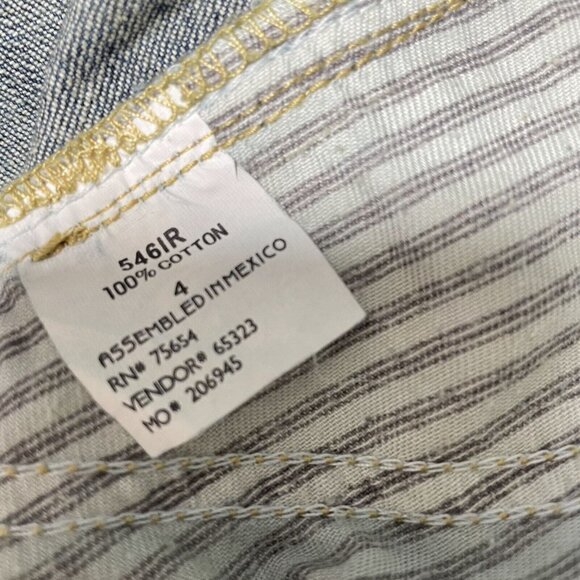 546IR
100% COTTON
4
ASSEMBLED IN MEXICO
RN# 75654
VENDOR# 65323
MO# 206945